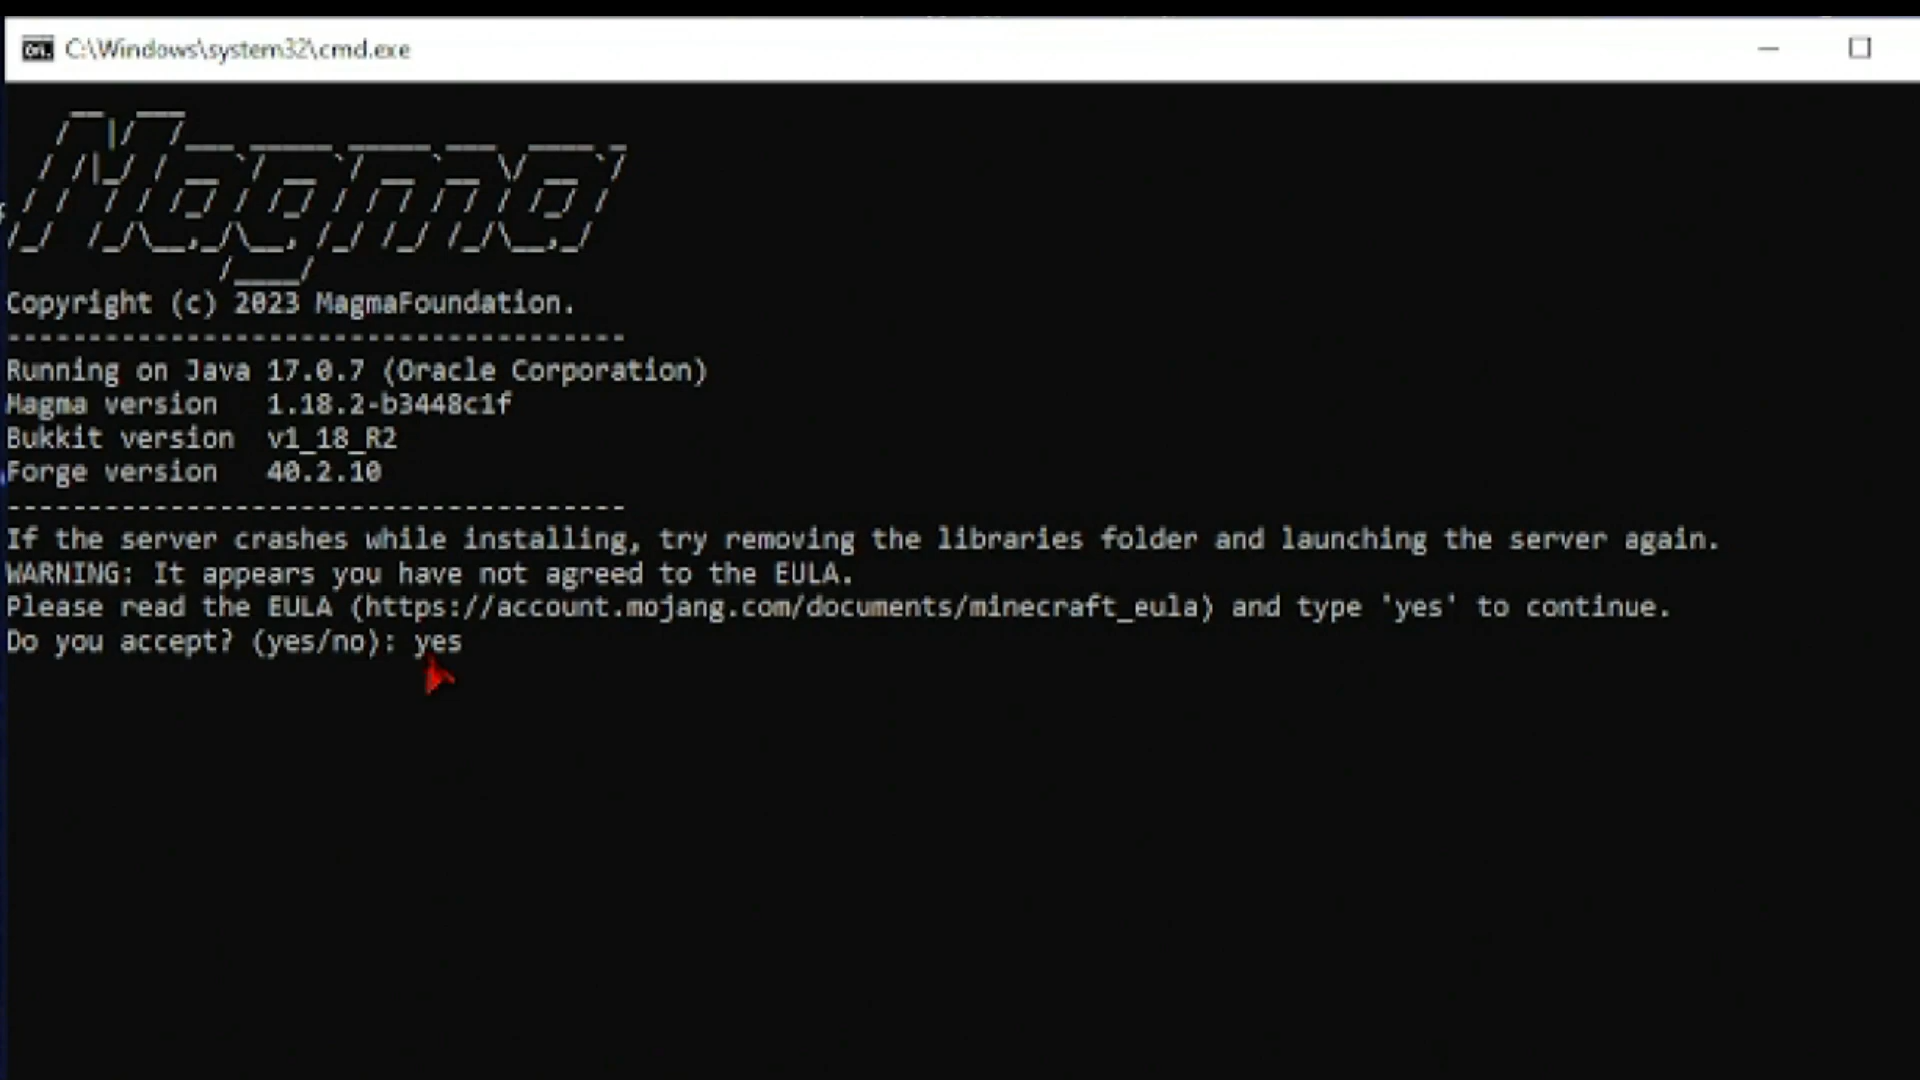 C:\Windows\system32\cmd.exe
Magma
Copyright (c) 2023 MagmaFoundation.
--------------------------------------
Running on Java 17.0.7 (Oracle Corporation)
Magma version   1.18.2-b3448c1f
Bukkit version  v1_18_R2
Forge version   40.2.10
--------------------------------------
If the server crashes while installing, try removing the libraries folder and launching the server again.
WARNING: It appears you have not agreed to the EULA.
Please read the EULA (https://account.mojang.com/documents/minecraft_eula) and type 'yes' to continue.
Do you accept? (yes/no): yes